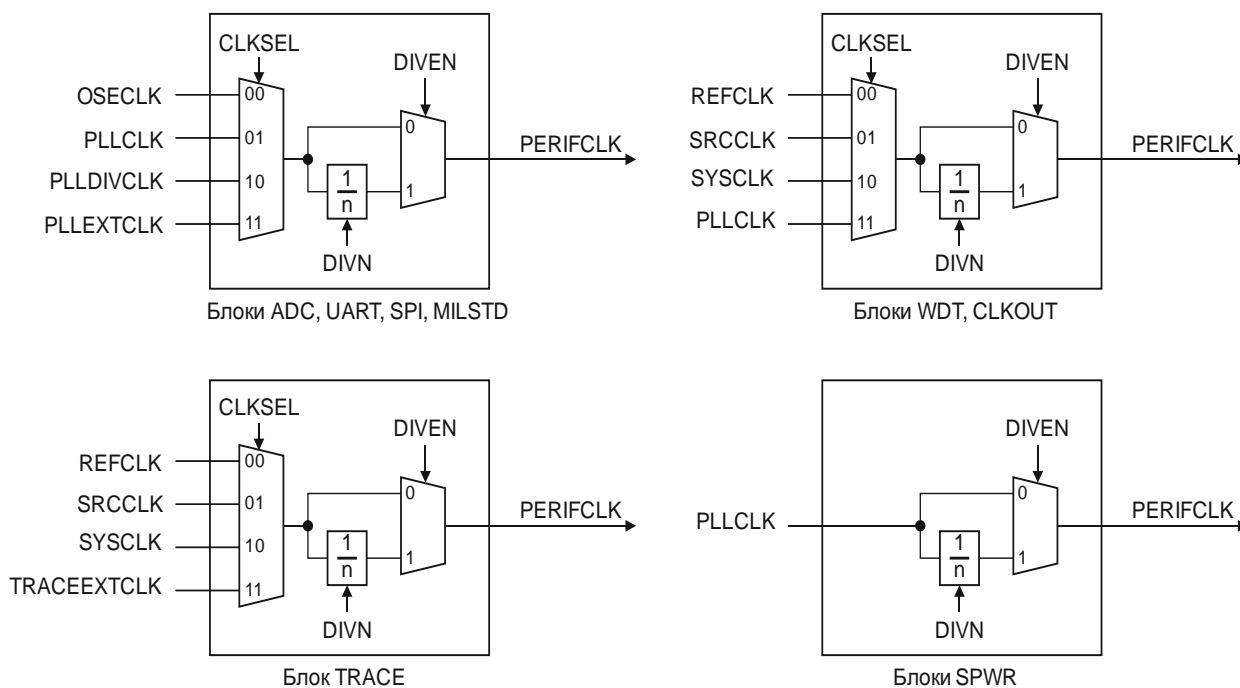 CLKSEL
DIVEN
OSECLK
00
0
PLLCLK
01
PERIFCLK
PLLDIVCLK
10
1
n
1
PLLEXTCLK
11
DIVN
Блоки ADC, UART, SPI, MILSTD
CLKSEL
DIVEN
REFCLK
00
0
SRCCLK
01
PERIFCLK
SYSCLK
10
1
n
1
PLLCLK
11
DIVN
Блоки WDT, CLKOUT
CLKSEL
DIVEN
REFCLK
00
0
SRCCLK
01
PERIFCLK
SYSCLK
10
1
n
1
TRACEEXTCLK
11
DIVN
Блок TRACE
DIVEN
0
PLLCLK
PERIFCLK
1
n
1
DIVN
Блоки SPWR